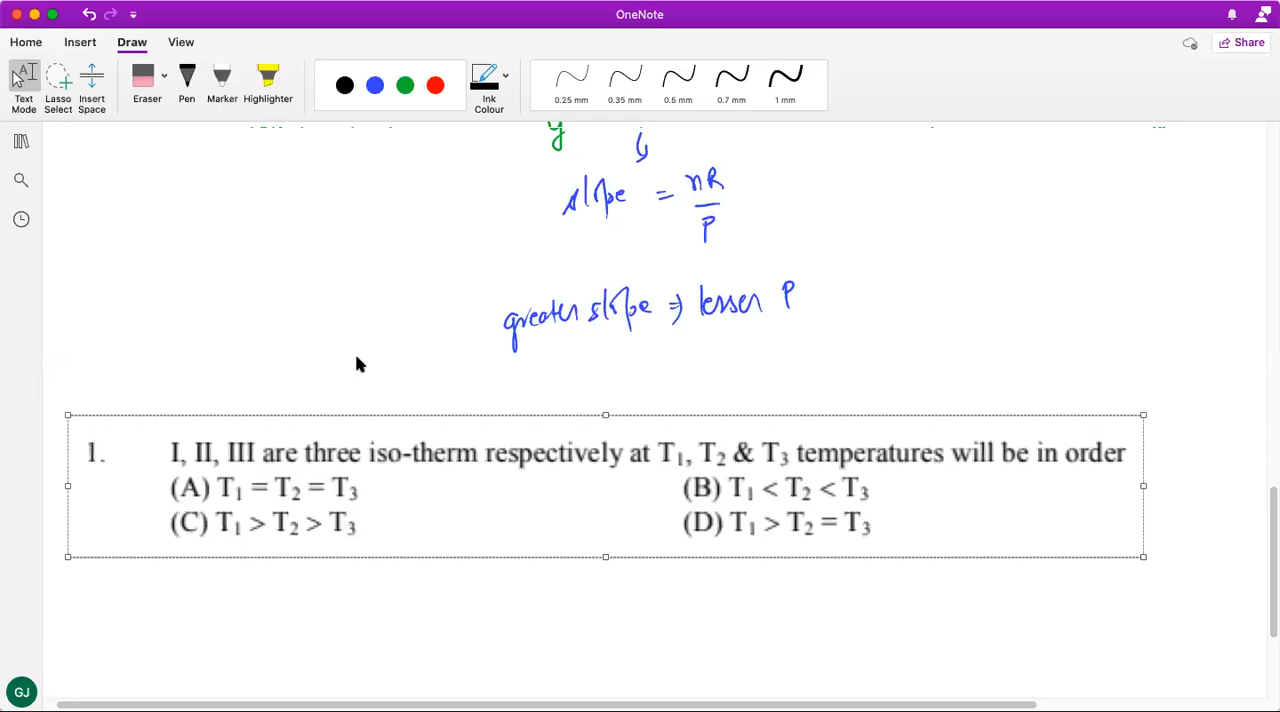 OneNote
Home Insert Draw View
Share
Text Mode
Lasso Select
Insert Space
Eraser
Pen
Marker
Highlighter
Ink Colour
0.25 mm
0.35 mm
0.5 mm
0.7 mm
1 mm
y
slope = nR/P
greater slope ⇒ lesser P
1. I, II, III are three iso-therm respectively at T₁, T₂ & T₃ temperatures will be in order
(A) T₁ = T₂ = T₃ (B) T₁ < T₂ < T₃
(C) T₁ > T₂ > T₃ (D) T₁ > T₂ = T₃
GJ